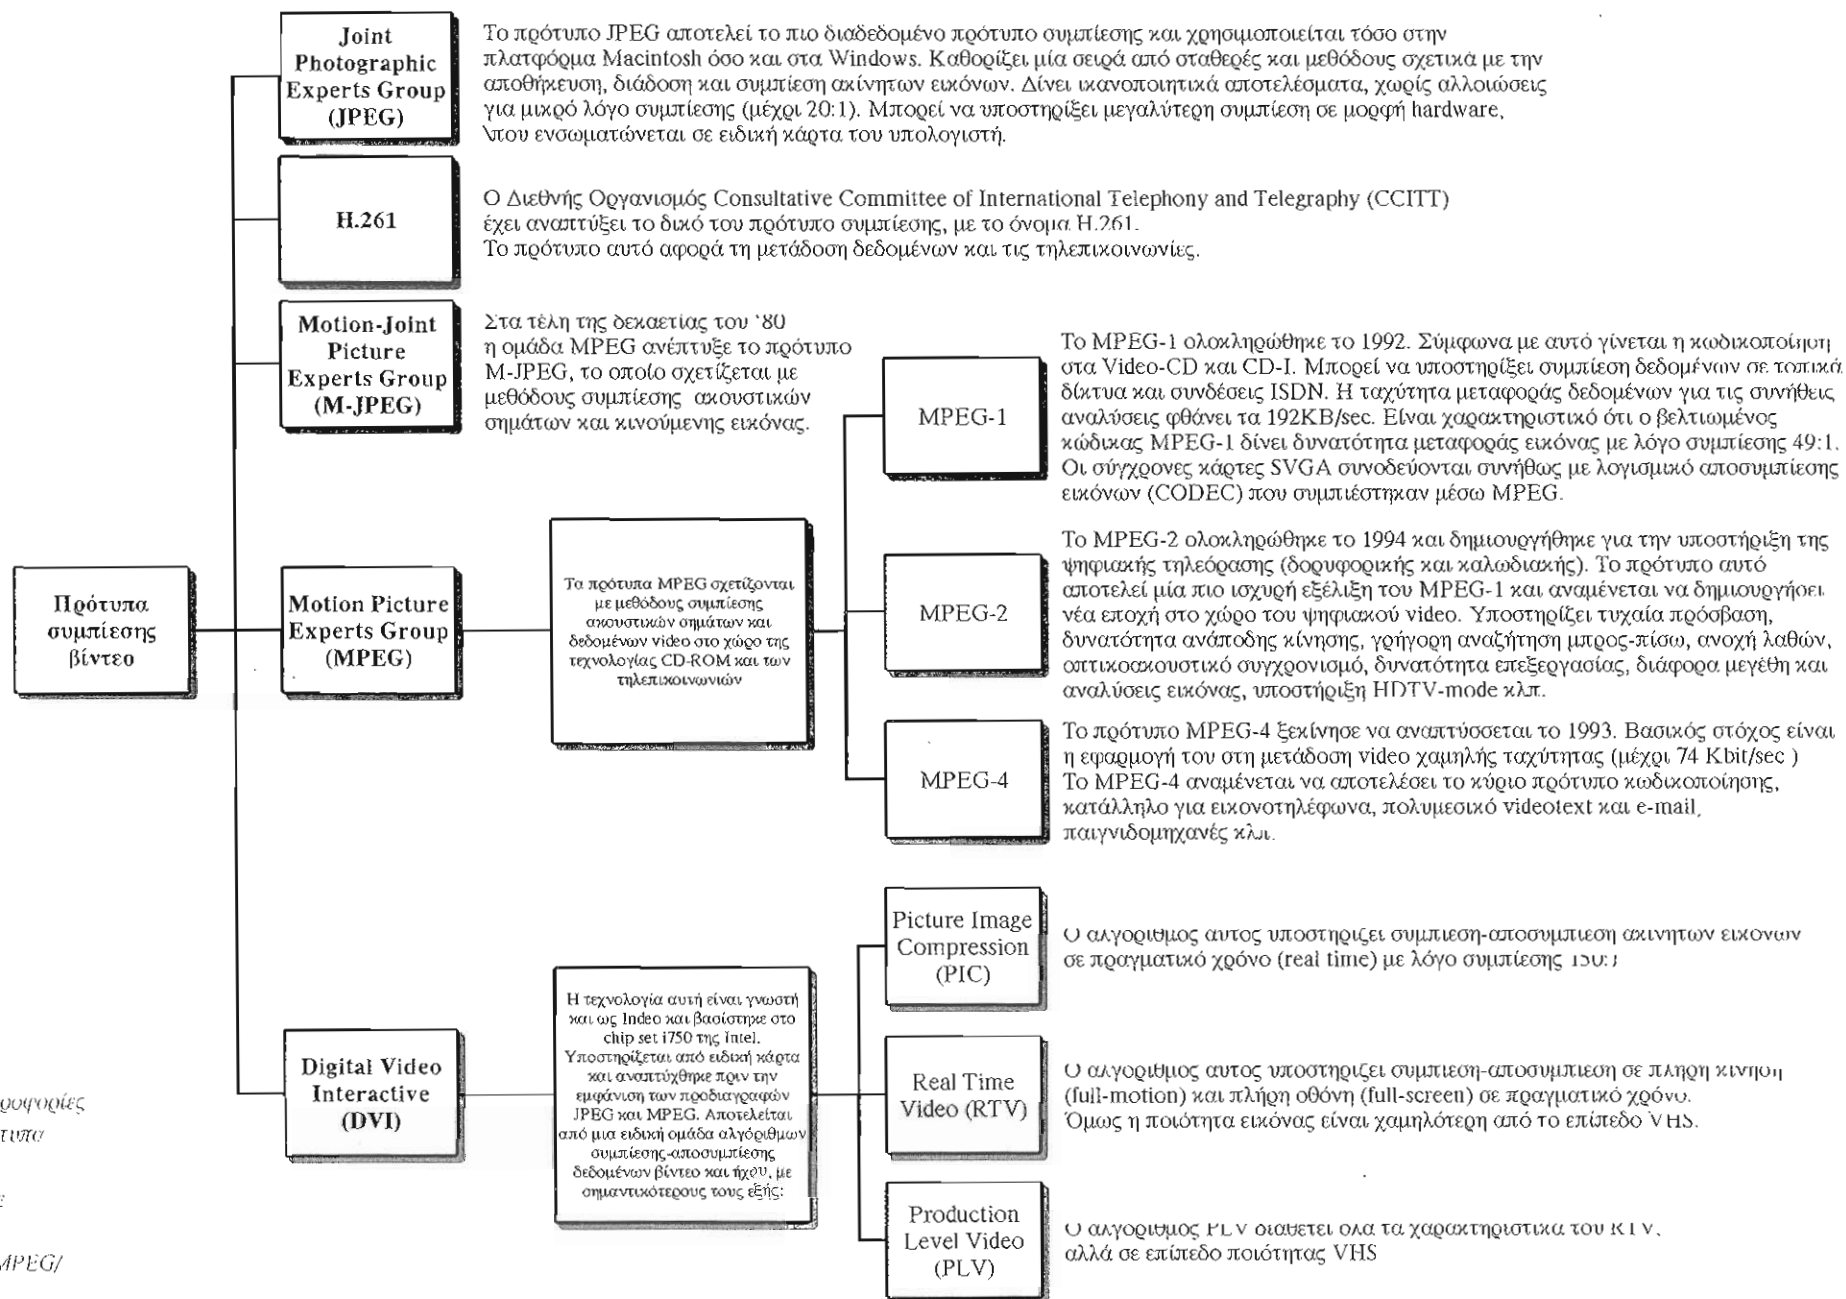 Joint
Photographic
Experts Group
(JPEG)
Το πρότυπο JPEG αποτελεί το πιο διαδεδομένο πρότυπο συμπίεσης και χρησιμοποιείται τόσο στην
πλατφόρμα Macintosh όσο και στα Windows. Καθορίζει μία σειρά από σταθερές και μεθόδους σχετικά με την
αποθήκευση, διάδοση και συμπίεση ακίνητων εικόνων. Δίνει ικανοποιητικά αποτελέσματα, χωρίς αλλοιώσεις
για μικρό λόγο συμπίεσης (μέχρι 20:1). Μπορεί να υποστηρίξει μεγαλύτερη συμπίεση σε μορφή hardware,
που ενσωματώνεται σε ειδική κάρτα του υπολογιστή.
H.261
Ο Διεθνής Οργανισμός Consultative Committee of International Telephony and Telegraphy (CCITT)
έχει αναπτύξει το δικό του πρότυπο συμπίεσης, με το όνομα H.261.
Το πρότυπο αυτό αφορά τη μετάδοση δεδομένων και τις τηλεπικοινωνίες.
Motion-Joint
Picture
Experts Group
(M-JPEG)
Στα τέλη της δεκαετίας του '80
η ομάδα MPEG ανέπτυξε το πρότυπο
M-JPEG, το οποίο σχετίζεται με
μεθόδους συμπίεσης ακουστικών
σημάτων και κινούμενης εικόνας.
MPEG-1
Το MPEG-1 ολοκληρώθηκε το 1992. Σύμφωνα με αυτό γίνεται η κωδικοποίηση
στα Video-CD και CD-I. Μπορεί να υποστηρίξει συμπίεση δεδομένων σε τοπικά
δίκτυα και συνδέσεις ISDN. Η ταχύτητα μεταφοράς δεδομένων για τις συνήθεις
αναλύσεις φθάνει τα 192KB/sec. Είναι χαρακτηριστικό ότι ο βελτιωμένος
κώδικας MPEG-1 δίνει δυνατότητα μεταφοράς εικόνας με λόγο συμπίεσης 49:1.
Οι σύγχρονες κάρτες SVGA συνοδεύονται συνήθως με λογισμικό αποσυμπίεσης
εικόνων (CODEC) που συμπιέστηκαν μέσω MPEG.
Πρότυπα
συμπίεσης
βίντεο
Motion Picture
Experts Group
(MPEG)
Τα πρότυπα MPEG σχετίζονται
με μεθόδους συμπίεσης
ακουστικών σημάτων και
δεδομένων video στο χώρο της
τεχνολογίας CD-ROM και των
τηλεπικοινωνιών
MPEG-2
Το MPEG-2 ολοκληρώθηκε το 1994 και δημιουργήθηκε για την υποστήριξη της
ψηφιακής τηλεόρασης (δορυφορικής και καλωδιακής). Το πρότυπο αυτό
αποτελεί μία πιο ισχυρή εξέλιξη του MPEG-1 και αναμένεται να δημιουργήσει
νέα εποχή στο χώρο του ψηφιακού video. Υποστηρίζει τυχαία πρόσβαση,
δυνατότητα ανάποδης κίνησης, γρήγορη αναζήτηση μπρος-πίσω, ανοχή λαθών,
οπτικοακουστικό συγχρονισμό, δυνατότητα επεξεργασίας, διάφορα μεγέθη και
αναλύσεις εικόνας, υποστήριξη HDTV-mode κλπ.
MPEG-4
Το πρότυπο MPEG-4 ξεκίνησε να αναπτύσσεται το 1993. Βασικός στόχος είναι
η εφαρμογή του στη μετάδοση video χαμηλής ταχύτητας (μέχρι 74 Kbit/sec )
Το MPEG-4 αναμένεται να αποτελέσει το κύριο πρότυπο κωδικοποίησης,
κατάλληλο για εικονοτηλέφωνα, πολυμεσικό videotext και e-mail,
παιγνιδομηχανές κλπ.
Digital Video
Interactive
(DVI)
Η τεχνολογία αυτή είναι γνωστή
και ως Indeo και βασίστηκε στο
chip set i750 της Intel.
Υποστηρίζεται από ειδική κάρτα
και αναπτύχθηκε πριν την
εμφάνιση των προδιαγραφών
JPEG και MPEG. Αποτελείται
από μια ειδική ομάδα αλγόριθμων
συμπίεσης-αποσυμπίεσης
δεδομένων βίντεο και ήχου, με
σημαντικότερους τους εξής:
Picture Image
Compression
(PIC)
Ο αλγόριθμος αυτός υποστηρίζει συμπίεση-αποσυμπίεση ακίνητων εικόνων
σε πραγματικό χρόνο (real time) με λόγο συμπίεσης
Real Time
Video (RTV)
Ο αλγόριθμος αυτός υποστηρίζει συμπίεση-αποσυμπίεση σε πλήρη κίνηση
(full-motion) και πλήρη οθόνη (full-screen) σε πραγματικό χρόνο.
Όμως η ποιότητα εικόνας είναι χαμηλότερη από το επίπεδο VHS.
Production
Level Video
(PLV)
Ο αλγόριθμος PLV διαθέτει όλα τα χαρακτηριστικά του RTV,
αλλά σε επίπεδο ποιότητας VHS
MPEG/